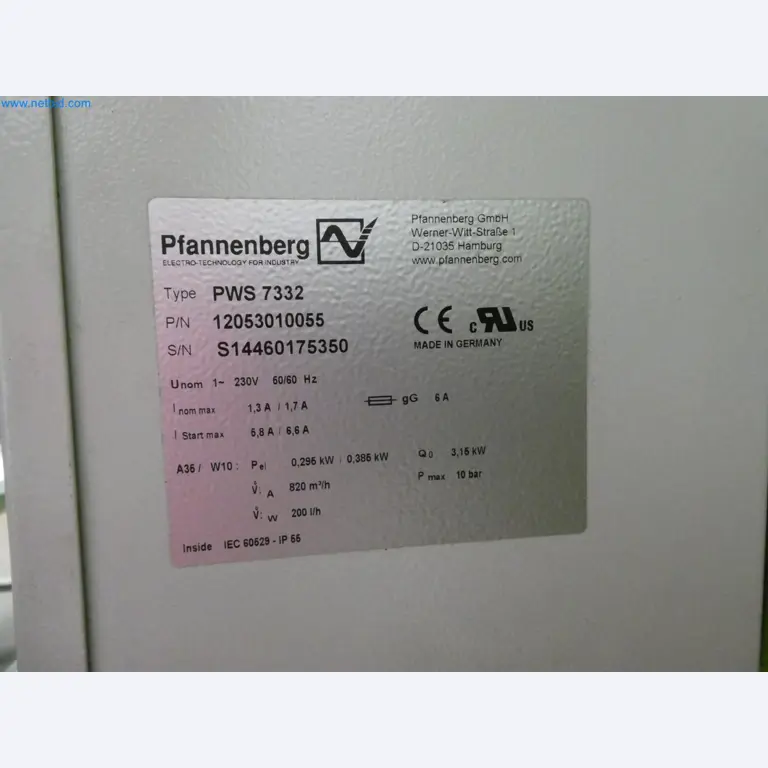 www.netbid.com
Pfannenberg
ELECTRO-TECHNOLOGY FOR INDUSTRY
Pfannenberg GmbH
Werner-Witt-Straße 1
D-21035 Hamburg
www.pfannenberg.com
Type PWS 7332
P/N 12053010055
S/N S14460175350
CE c RU US
MADE IN GERMANY
Unom 1~ 230V 60/60 Hz
I nom max 1,3 A / 1,7 A
gG 6 A
I Start max 5,8 A / 6,6 A
A35 / W10: Pel 0,295 kW / 0,385 kW
Q0 3,15 kW
V: A 820 m³/h
P max 10 bar
V: W 200 l/h
Inside IEC 60529 - IP 55